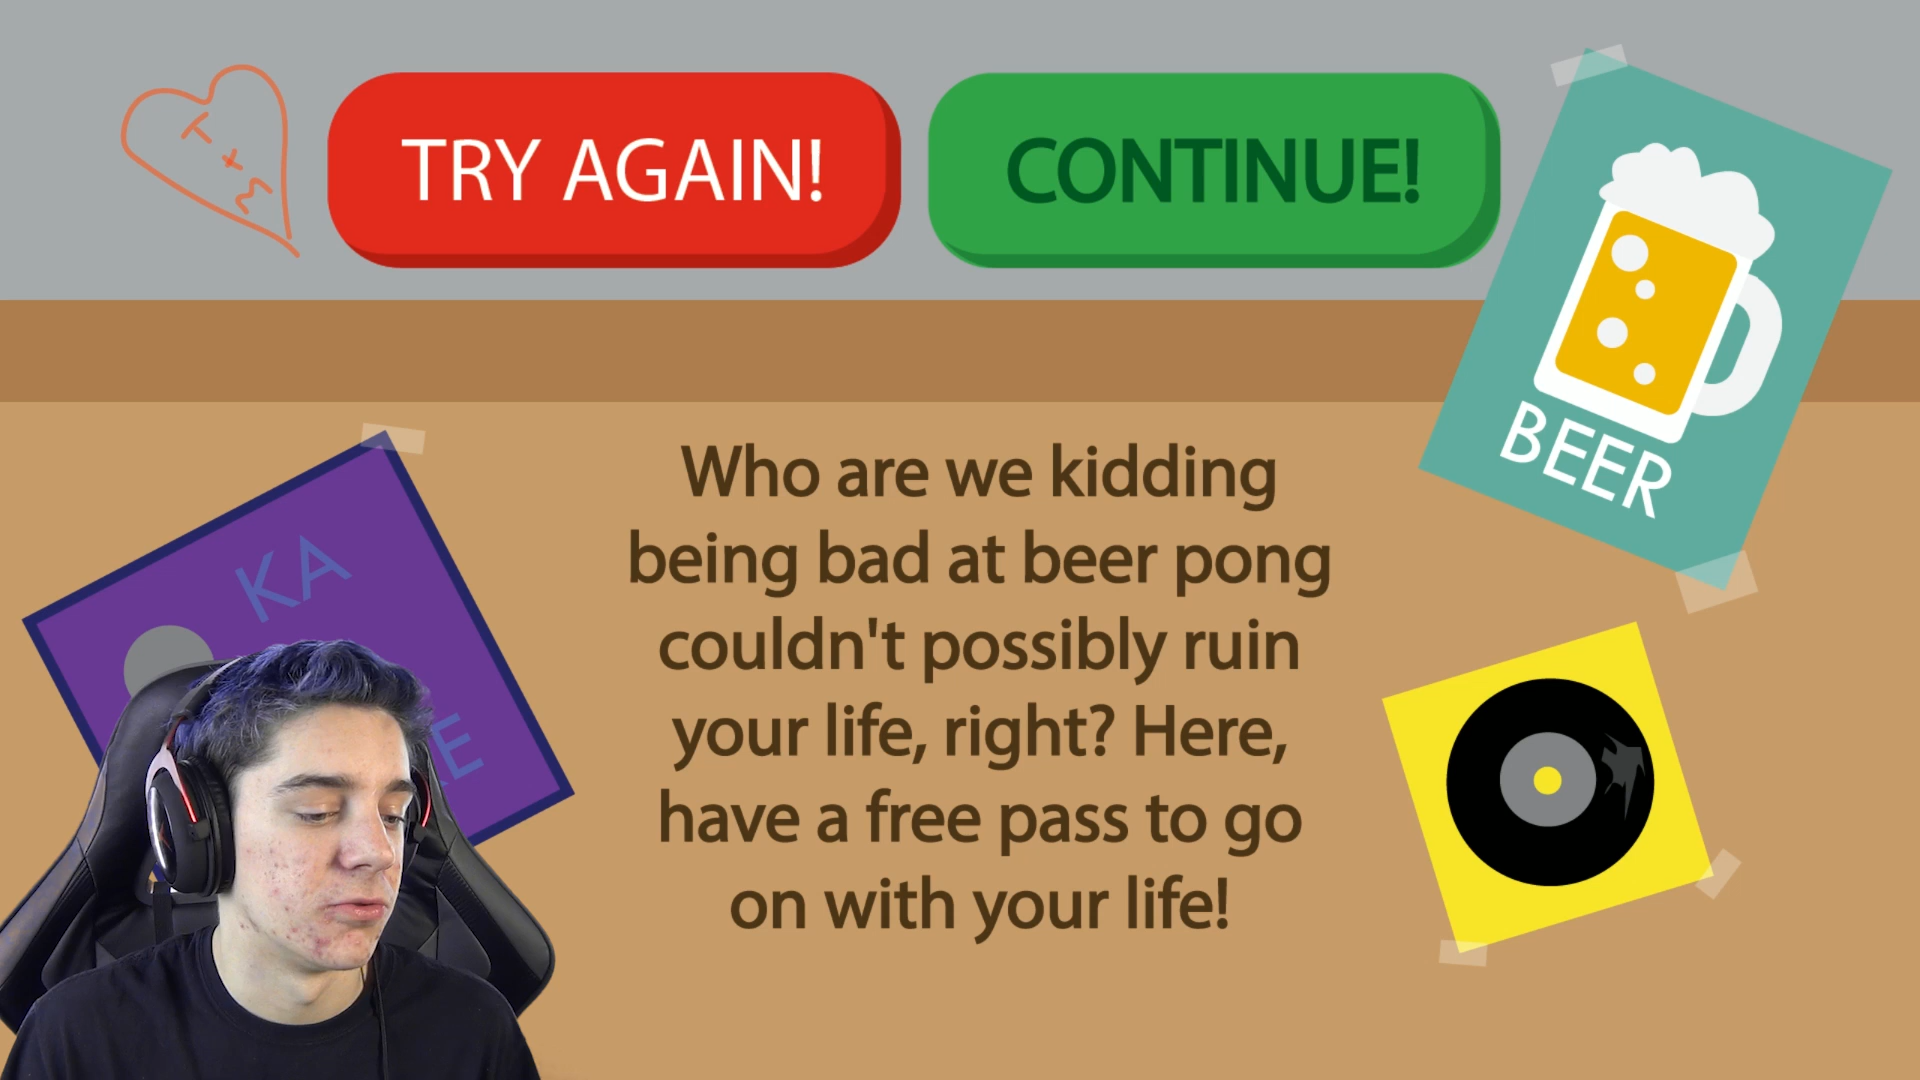 T + M
TRY AGAIN!
CONTINUE!
BEER
KA
E
Who are we kidding
being bad at beer pong
couldn't possibly ruin
your life, right? Here,
have a free pass to go
on with your life!